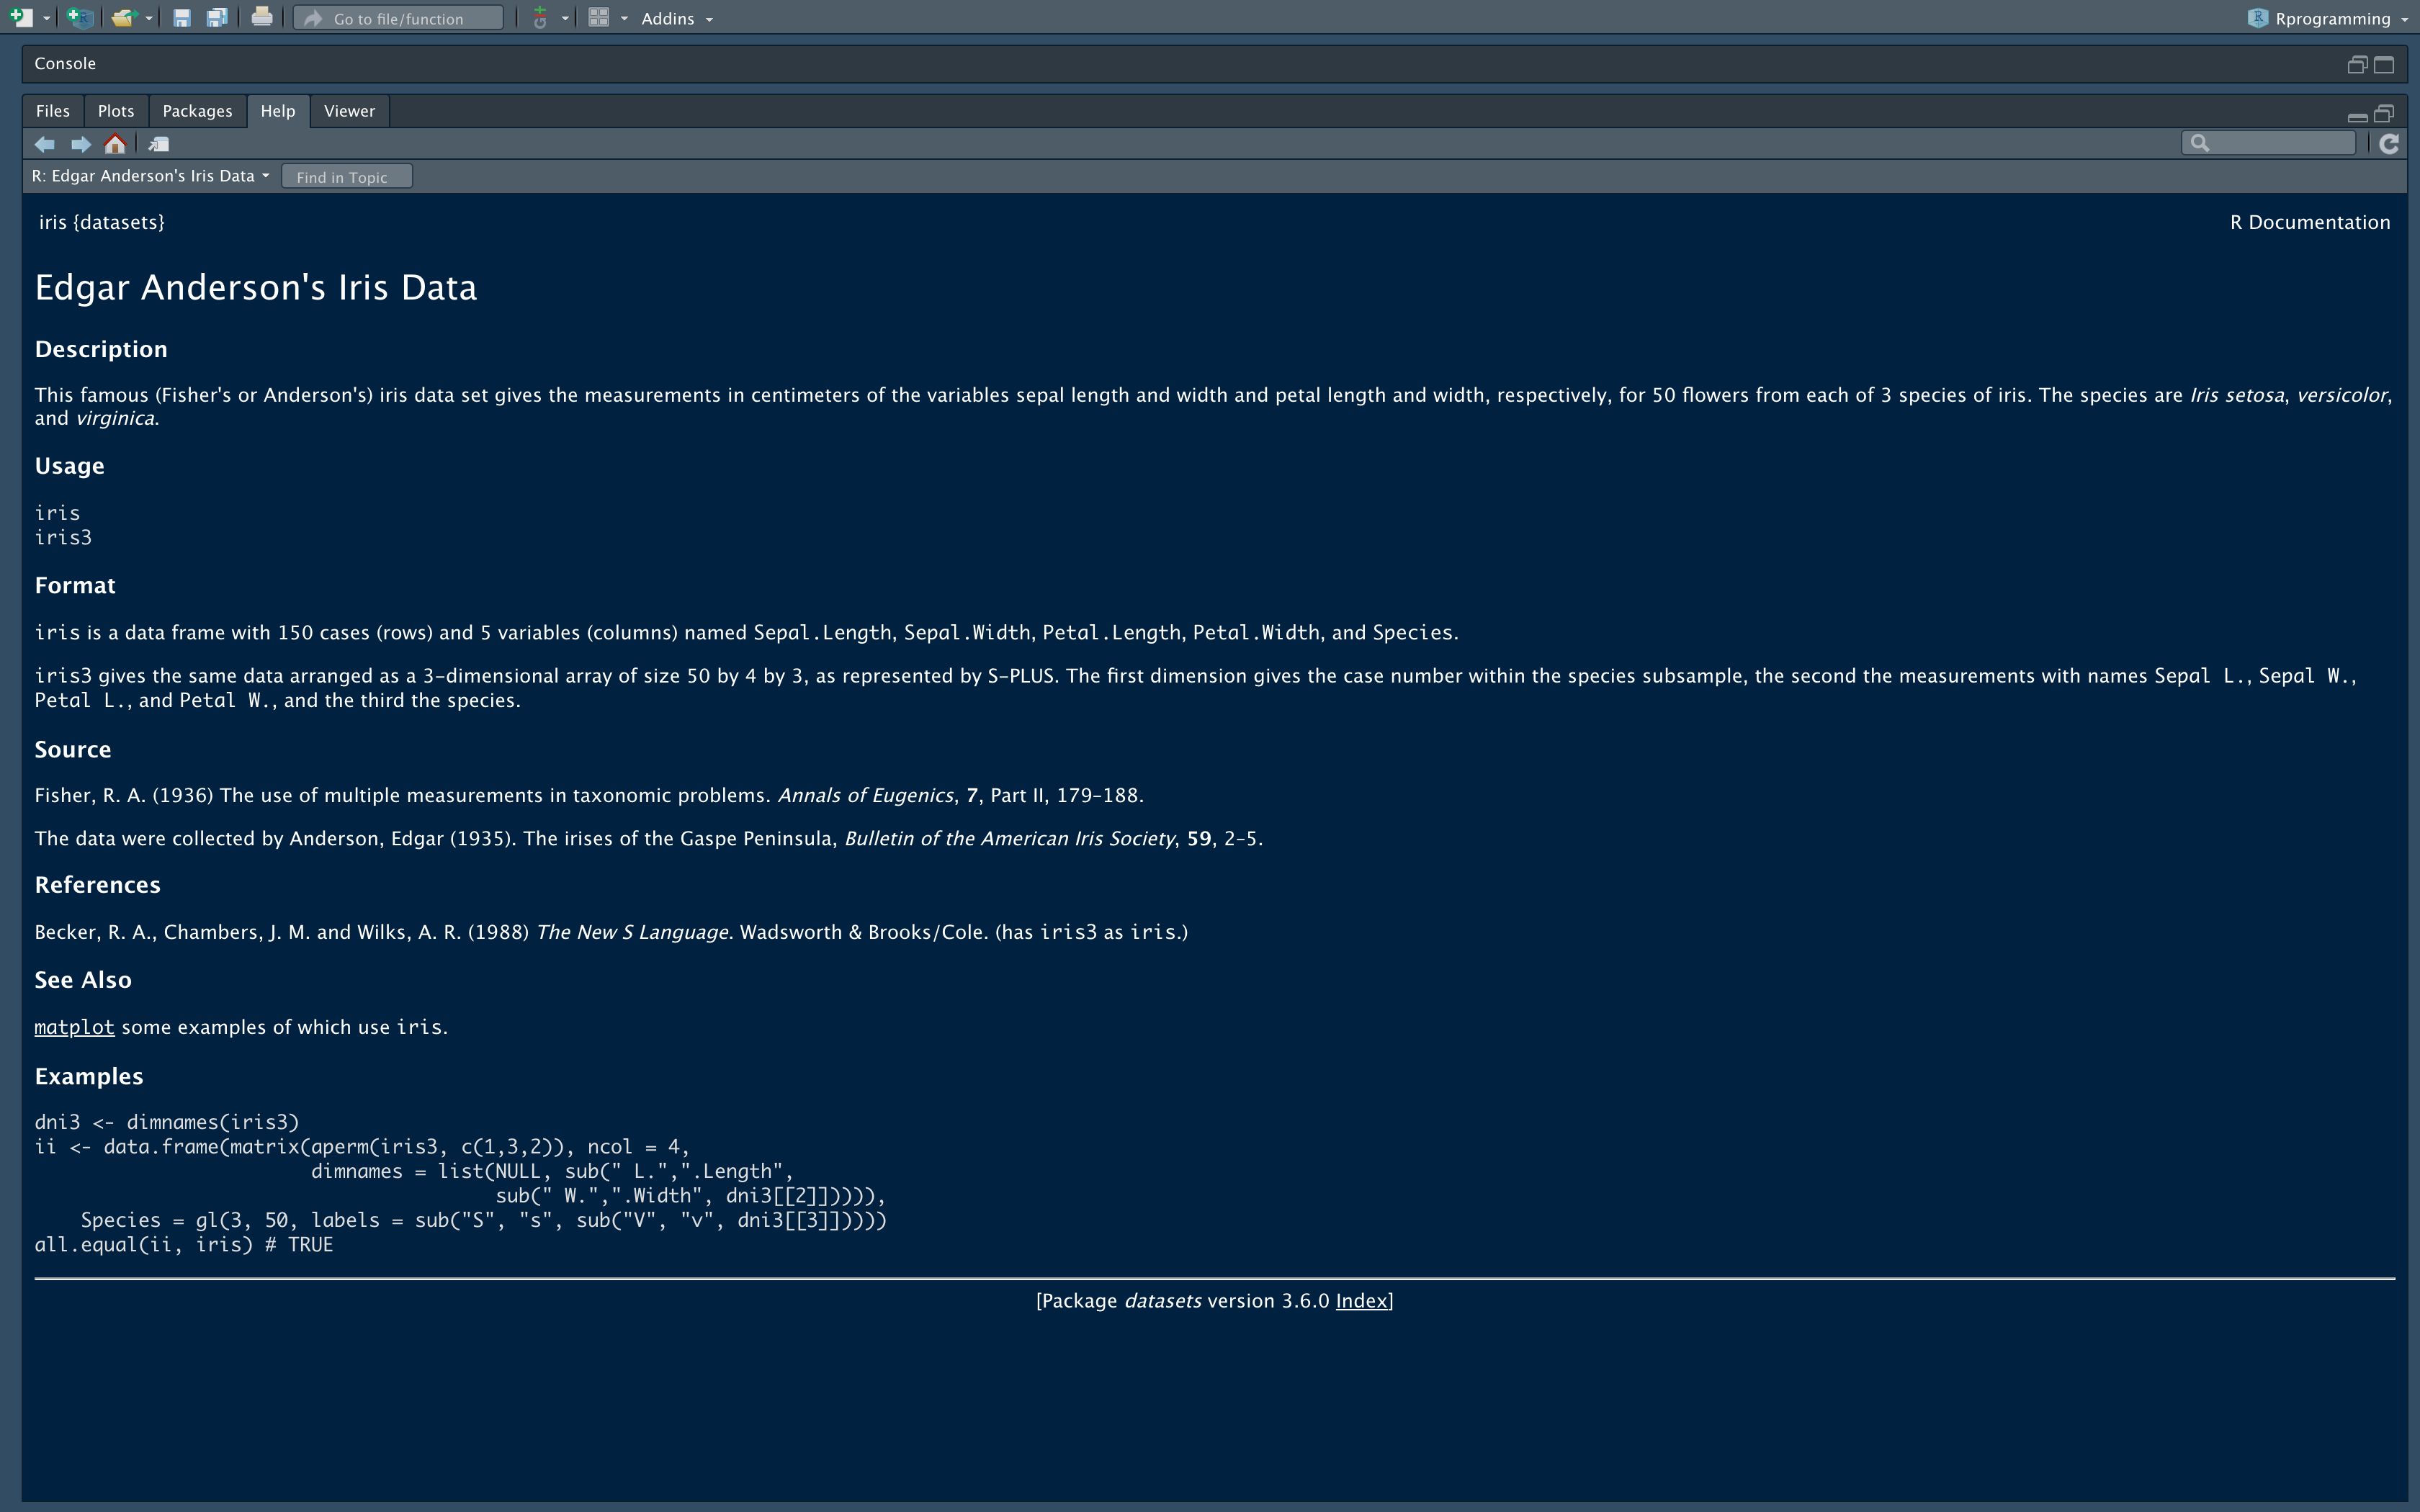 Go to file/function
Addins
Rprogramming
Console
Files Plots Packages Help Viewer
R: Edgar Anderson's Iris Data
Find in Topic
iris {datasets}
R Documentation
Edgar Anderson's Iris Data
Description
This famous (Fisher's or Anderson's) iris data set gives the measurements in centimeters of the variables sepal length and width and petal length and width, respectively, for 50 flowers from each of 3 species of iris. The species are Iris setosa, versicolor,
and virginica.
Usage
iris
iris3
Format
iris is a data frame with 150 cases (rows) and 5 variables (columns) named Sepal.Length, Sepal.Width, Petal.Length, Petal.Width, and Species.
iris3 gives the same data arranged as a 3-dimensional array of size 50 by 4 by 3, as represented by S-PLUS. The first dimension gives the case number within the species subsample, the second the measurements with names Sepal L., Sepal W.,
Petal L., and Petal W., and the third the species.
Source
Fisher, R. A. (1936) The use of multiple measurements in taxonomic problems. Annals of Eugenics, 7, Part II, 179–188.
The data were collected by Anderson, Edgar (1935). The irises of the Gaspe Peninsula, Bulletin of the American Iris Society, 59, 2–5.
References
Becker, R. A., Chambers, J. M. and Wilks, A. R. (1988) The New S Language. Wadsworth & Brooks/Cole. (has iris3 as iris.)
See Also
matplot some examples of which use iris.
Examples
dni3 <- dimnames(iris3)
ii <- data.frame(matrix(aperm(iris3, c(1,3,2)), ncol = 4,
                        dimnames = list(NULL, sub(" L.",".Length",
                                        sub(" W.",".Width", dni3[[2]])))),
    Species = gl(3, 50, labels = sub("S", "s", sub("V", "v", dni3[[3]]))))
all.equal(ii, iris) # TRUE
[Package datasets version 3.6.0 Index]